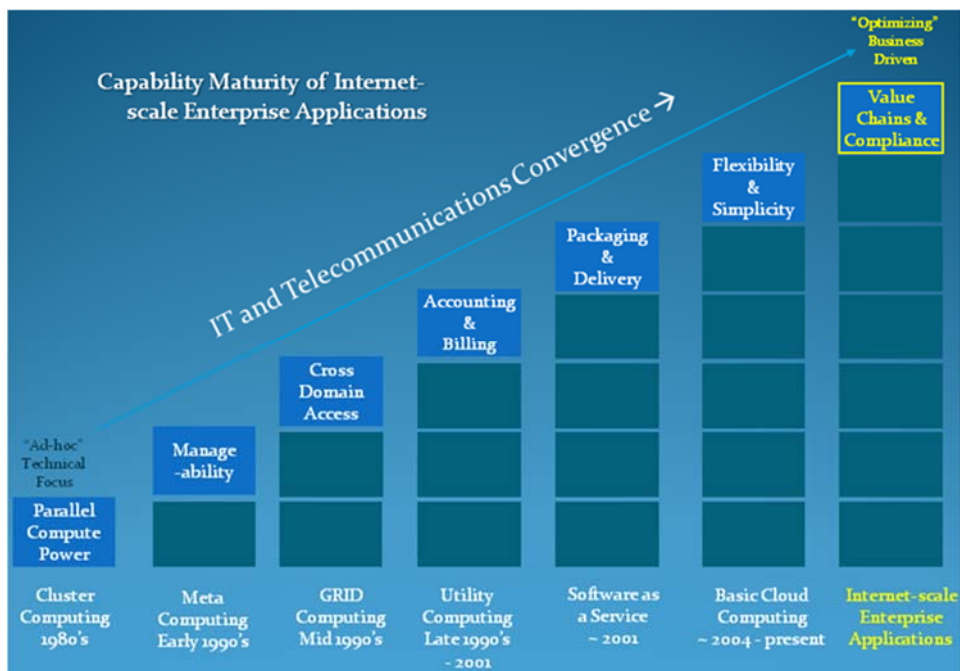 "Optimizing"
Business
Driven
Capability Maturity of Internet-
scale Enterprise Applications
IT and Telecommunications Convergence →
Value
Chains &
Compliance
Flexibility
&
Simplicity
Packaging
&
Delivery
Accounting
&
Billing
Cross
Domain
Access
Manage
-ability
"Ad-hoc"
Technical
Focus
Parallel
Compute
Power
Cluster
Computing
1980's
Meta
Computing
Early 1990's
GRID
Computing
Mid 1990's
Utility
Computing
Late 1990's
- 2001
Software as
a Service
~ 2001
Basic Cloud
Computing
~ 2004 - present
Internet-scale
Enterprise
Applications